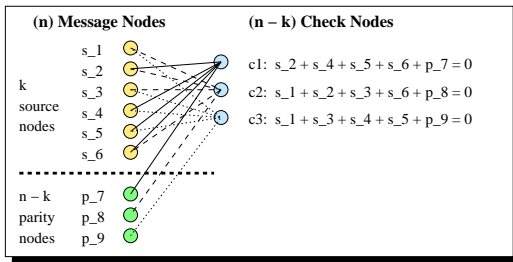 (n) Message Nodes
(n – k) Check Nodes
s_1
s_2
s_3
s_4
s_5
s_6
k
source
nodes
c1: s_2 + s_4 + s_5 + s_6 + p_7 = 0
c2: s_1 + s_2 + s_3 + s_6 + p_8 = 0
c3: s_1 + s_3 + s_4 + s_5 + p_9 = 0
n – k
parity
nodes
p_7
p_8
p_9